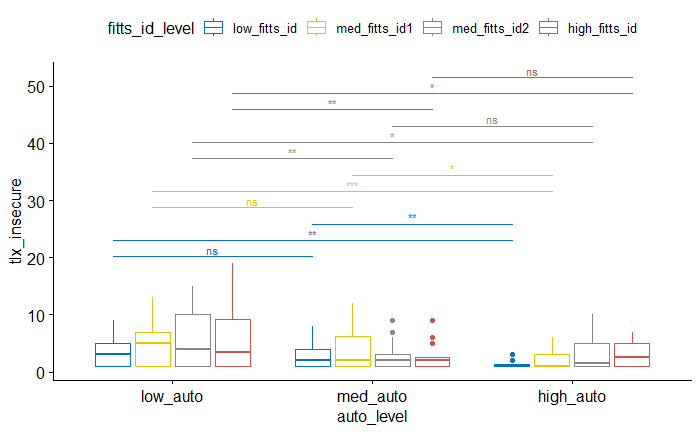 fitts_id_level low_fitts_id med_fitts_id1 med_fitts_id2 high_fitts_id
ns
*
**
ns
*
**
*
***
ns
**
**
ns
50
40
30
20
10
0
tlx_insecure
low_auto med_auto high_auto
auto_level